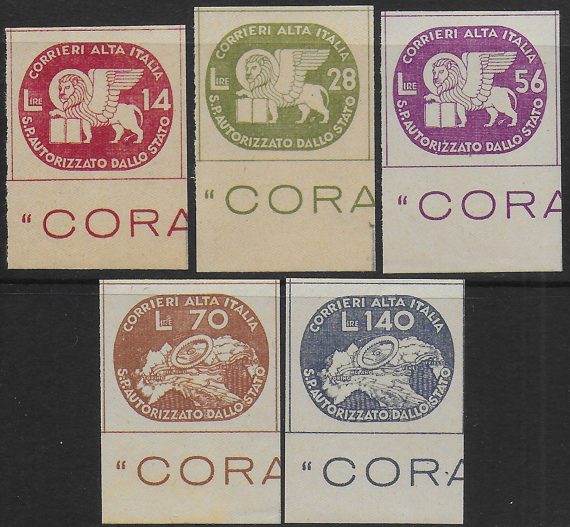 CORRIERI ALTA ITALIA
LIRE 14
S.P. AUTORIZZATO DALLO STATO
“ CORA
CORRIERI ALTA ITALIA
LIRE 28
S.P. AUTORIZZATO DALLO STATO
“ CORA
CORRIERI ALTA ITALIA
LIRE 56
S.P. AUTORIZZATO DALLO STATO
“ CORA
CORRIERI ALTA ITALIA
LIRE 70
S.P. AUTORIZZATO DALLO STATO
“ CORA
CORRIERI ALTA ITALIA
LIRE 140
S.P. AUTORIZZATO DALLO STATO
“ CORA